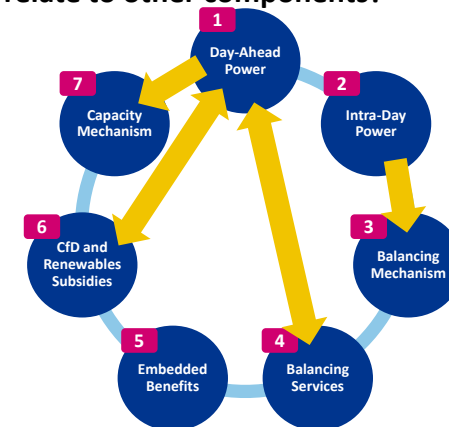 relate to other components?
1
Day-Ahead
Power
2
Intra-Day
Power
3
Balancing
Mechanism
4
Balancing
Services
5
Embedded
Benefits
6
CfD and
Renewables
Subsidies
7
Capacity
Mechanism